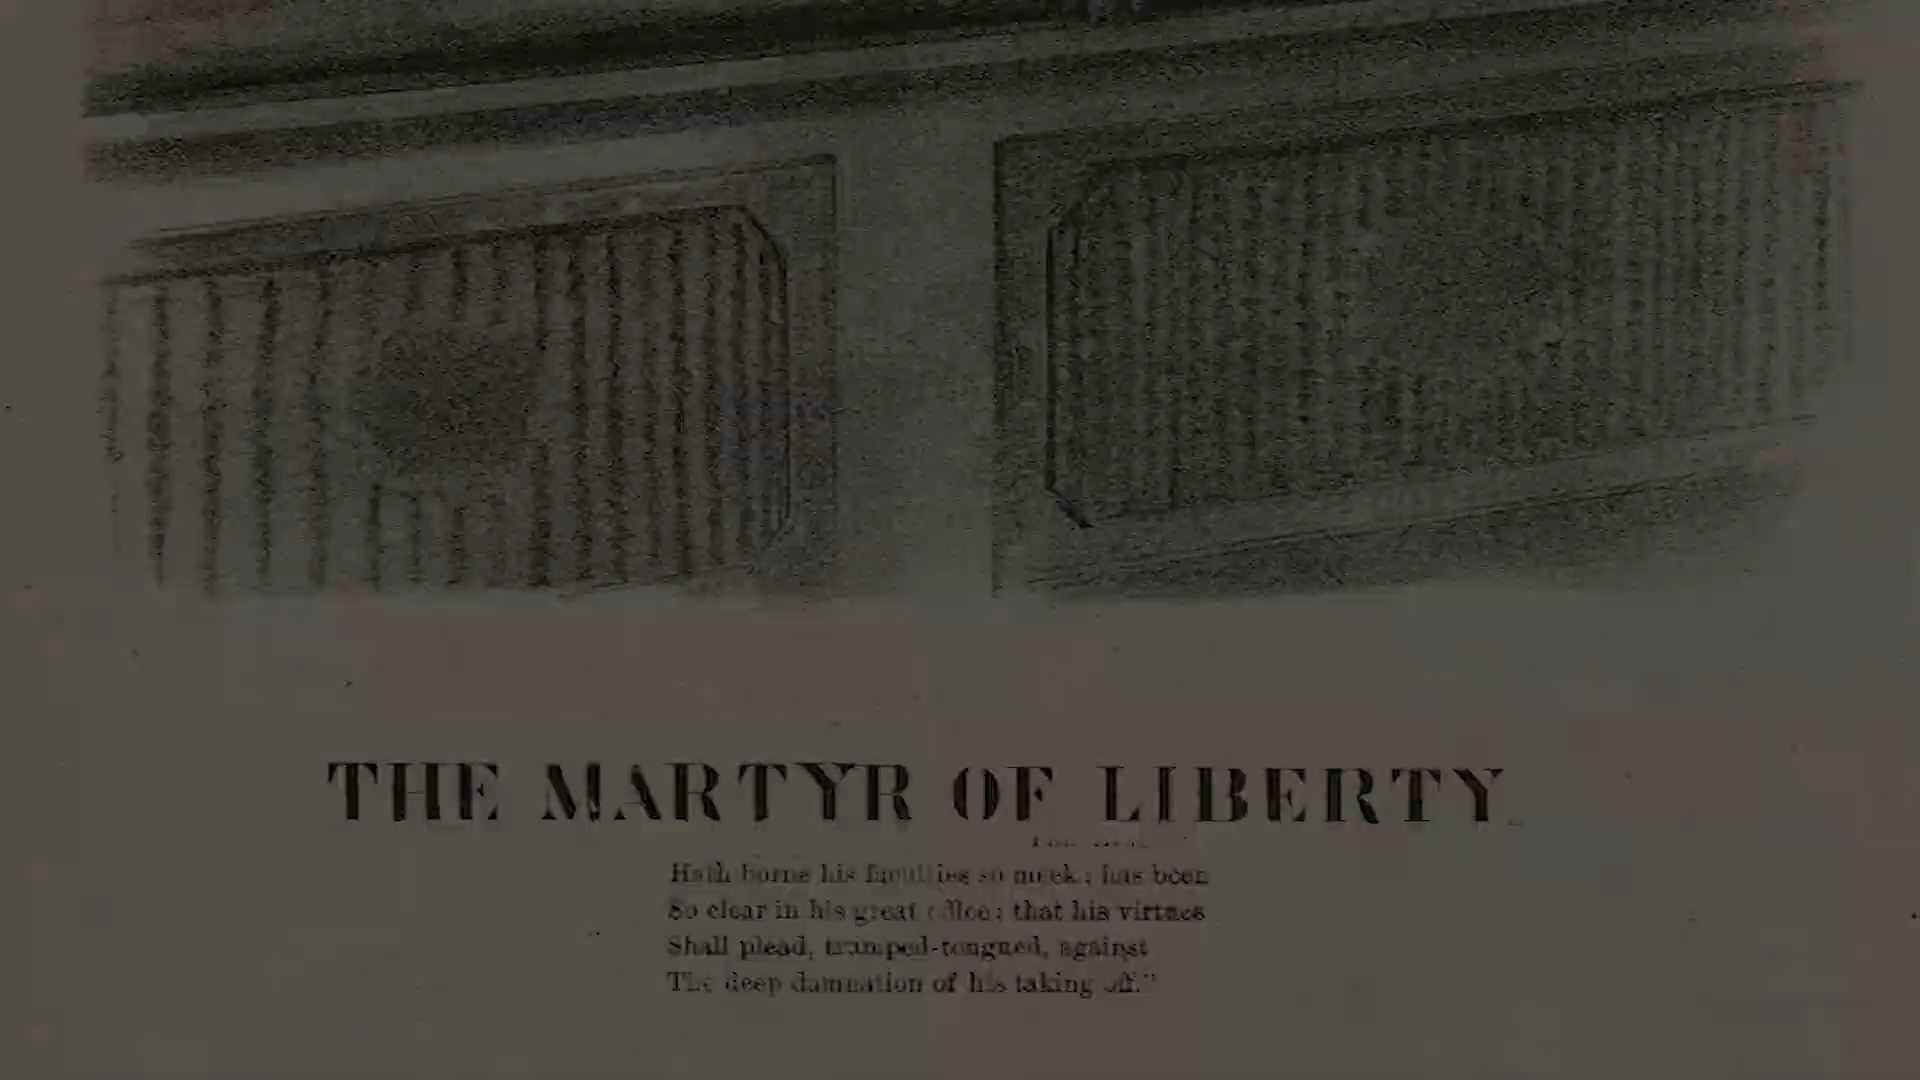 THE MARTYR OF LIBERTY.
Hath borne his faculties so meek; has been
So clear in his great office; that his virtues
Shall plead, trumped-tongued, against
The deep damnation of his taking off."